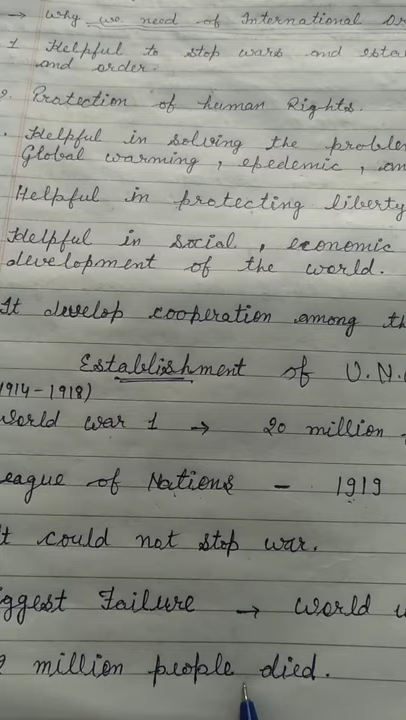 → Why we need of International Or
1 Helpful to stop wars and esta
and order.
2. Protection of human Rights.
. Helpful in solving the proble
Global warming, epedemic, an
Helpful in protecting liberty
Helpful in social, economic
development of the world.
It develop cooperation among th
Establishment of U.N.
1914-1918)
World war 1 → 20 million
eague of Nations - 1919
t could not stop war.
iggest Failure → World w
million people died.